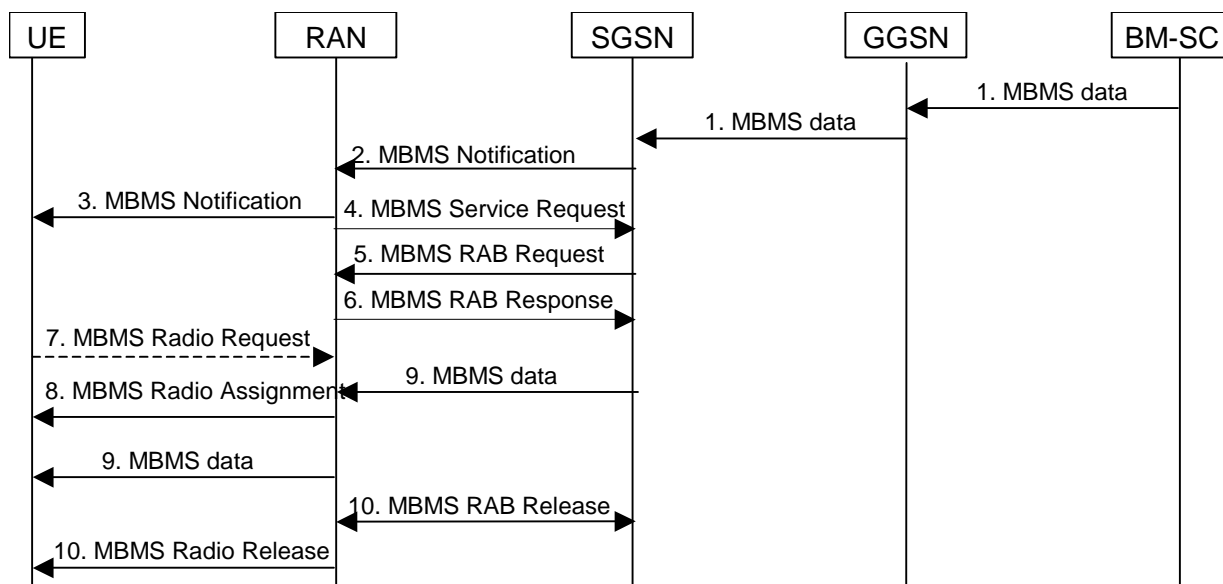 UE RAN SGSN GGSN BM-SC
1. MBMS data
1. MBMS data
2. MBMS Notification
3. MBMS Notification
4. MBMS Service Request
5. MBMS RAB Request
6. MBMS RAB Response
7. MBMS Radio Request
9. MBMS data
8. MBMS Radio Assignment
9. MBMS data
10. MBMS RAB Release
10. MBMS Radio Release